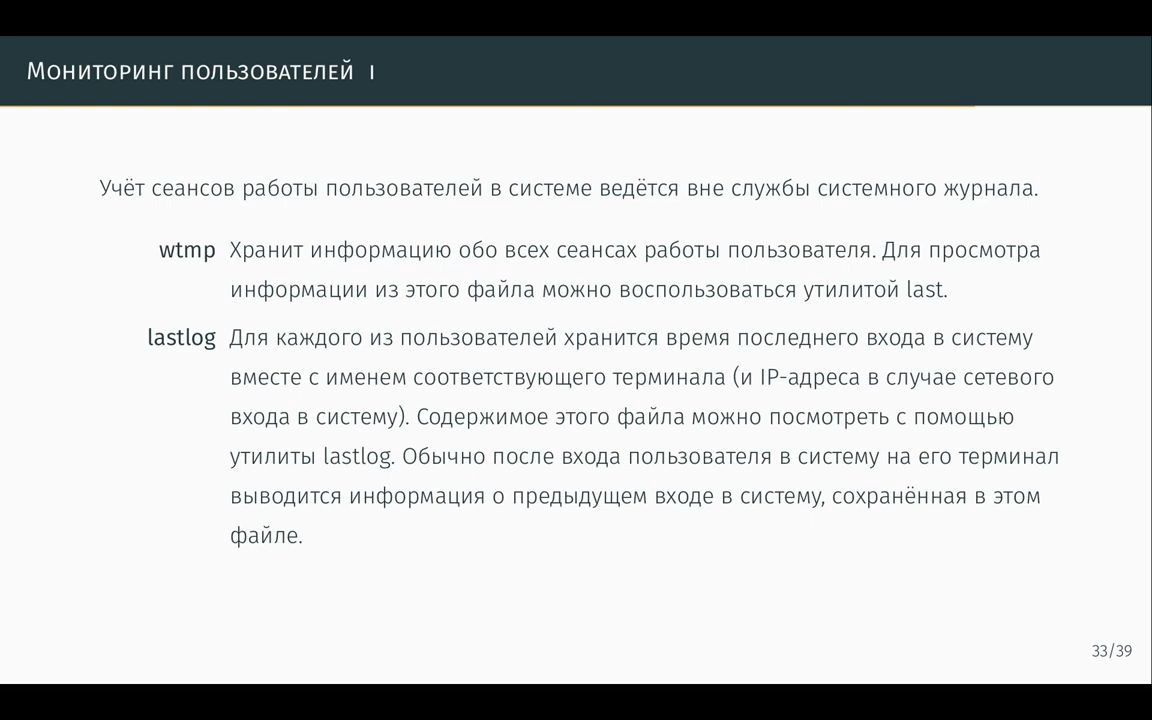 Мониторинг пользователей I
Учёт сеансов работы пользователей в системе ведётся вне службы системного журнала.
wtmp Хранит информацию обо всех сеансах работы пользователя. Для просмотра
информации из этого файла можно воспользоваться утилитой last.
lastlog Для каждого из пользователей хранится время последнего входа в систему
вместе с именем соответствующего терминала (и IP-адреса в случае сетевого
входа в систему). Содержимое этого файла можно посмотреть с помощью
утилиты lastlog. Обычно после входа пользователя в систему на его терминал
выводится информация о предыдущем входе в систему, сохранённая в этом
файле.
33/39